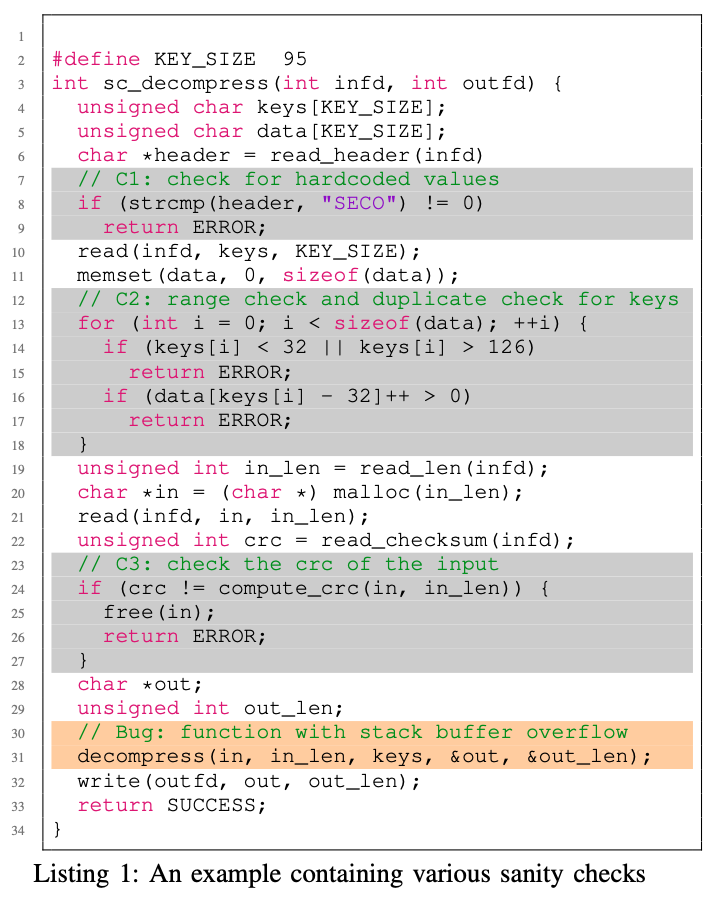 1
2 #define KEY_SIZE  95
3 int sc_decompress(int infd, int outfd) {
4   unsigned char keys[KEY_SIZE];
5   unsigned char data[KEY_SIZE];
6   char *header = read_header(infd)
7   // C1: check for hardcoded values
8   if (strcmp(header, "SECO") != 0)
9     return ERROR;
10   read(infd, keys, KEY_SIZE);
11   memset(data, 0, sizeof(data));
12   // C2: range check and duplicate check for keys
13   for (int i = 0; i < sizeof(data); ++i) {
14     if (keys[i] < 32 || keys[i] > 126)
15       return ERROR;
16     if (data[keys[i] - 32]++ > 0)
17       return ERROR;
18   }
19   unsigned int in_len = read_len(infd);
20   char *in = (char *) malloc(in_len);
21   read(infd, in, in_len);
22   unsigned int crc = read_checksum(infd);
23   // C3: check the crc of the input
24   if (crc != compute_crc(in, in_len)) {
25     free(in);
26     return ERROR;
27   }
28   char *out;
29   unsigned int out_len;
30   // Bug: function with stack buffer overflow
31   decompress(in, in_len, keys, &out, &out_len);
32   write(outfd, out, out_len);
33   return SUCCESS;
34 }
Listing 1: An example containing various sanity checks